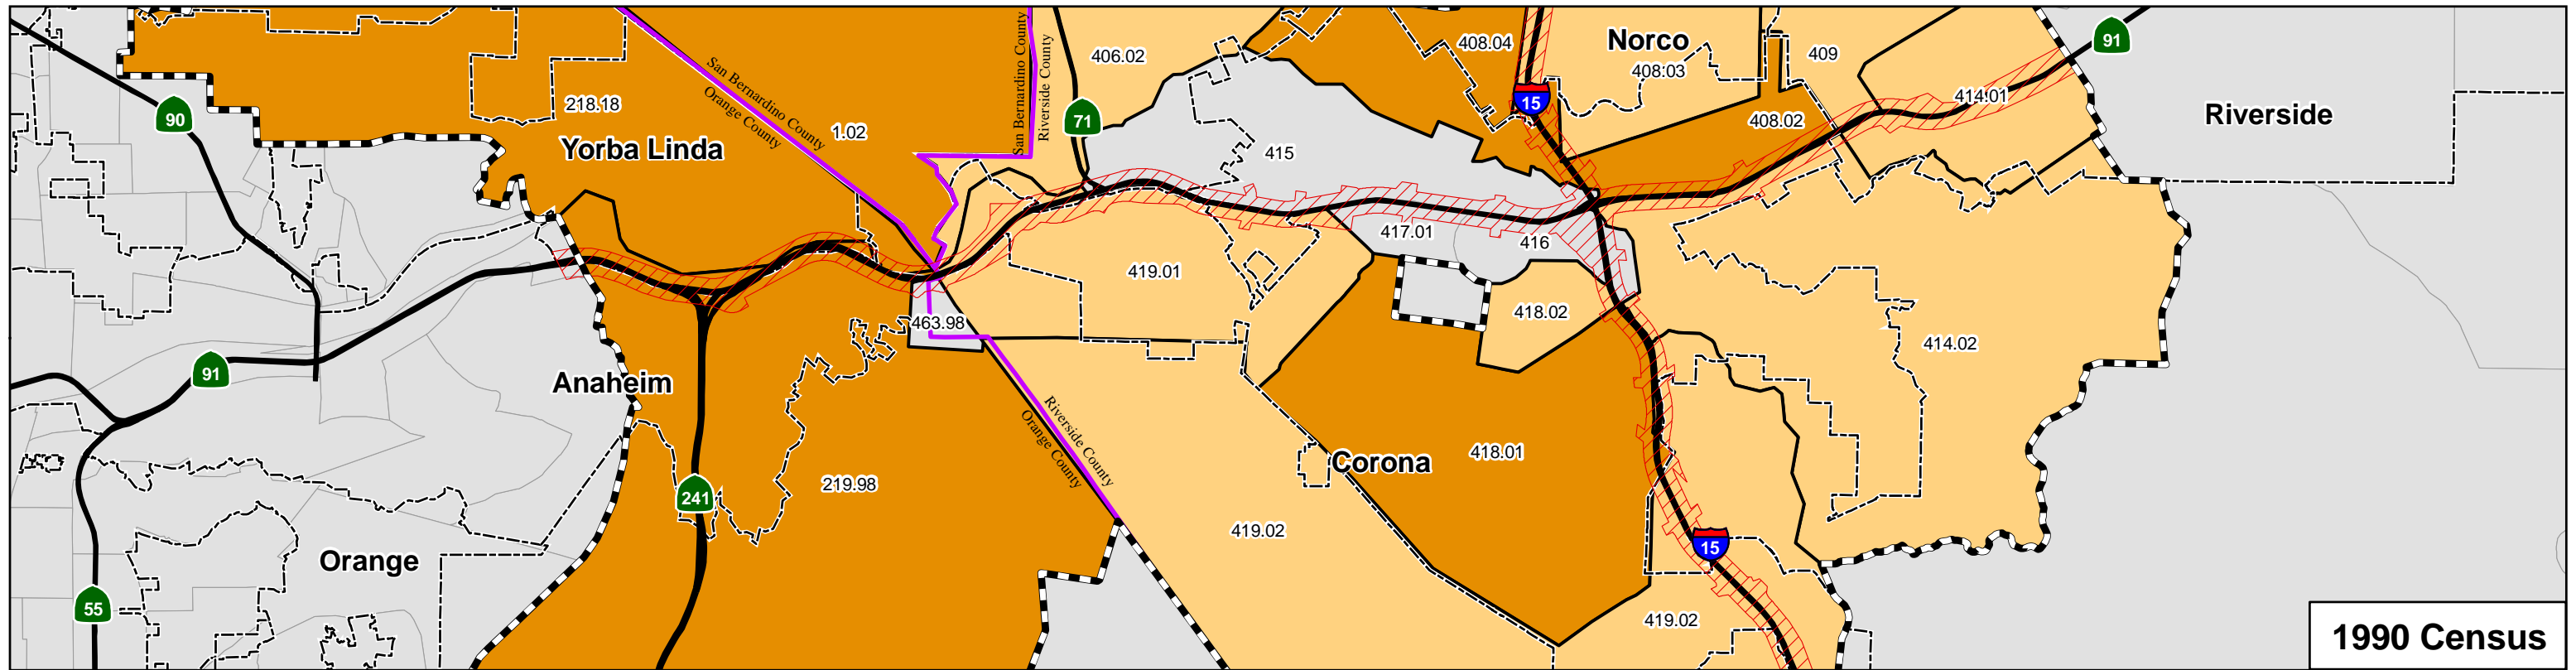 San Bernardino County
Riverside County
406.02
408.04
Norco
408.03
409
91
90
218.18
San Bernardino County
Orange County
1.02
71
15
414.01
408.02
Riverside
Yorba Linda
415
417.01
416
419.01
463.98
418.02
414.02
91
Anaheim
Riverside County
Orange County
Corona
418.01
241
219.98
419.02
15
Orange
55
419.02
1990 Census